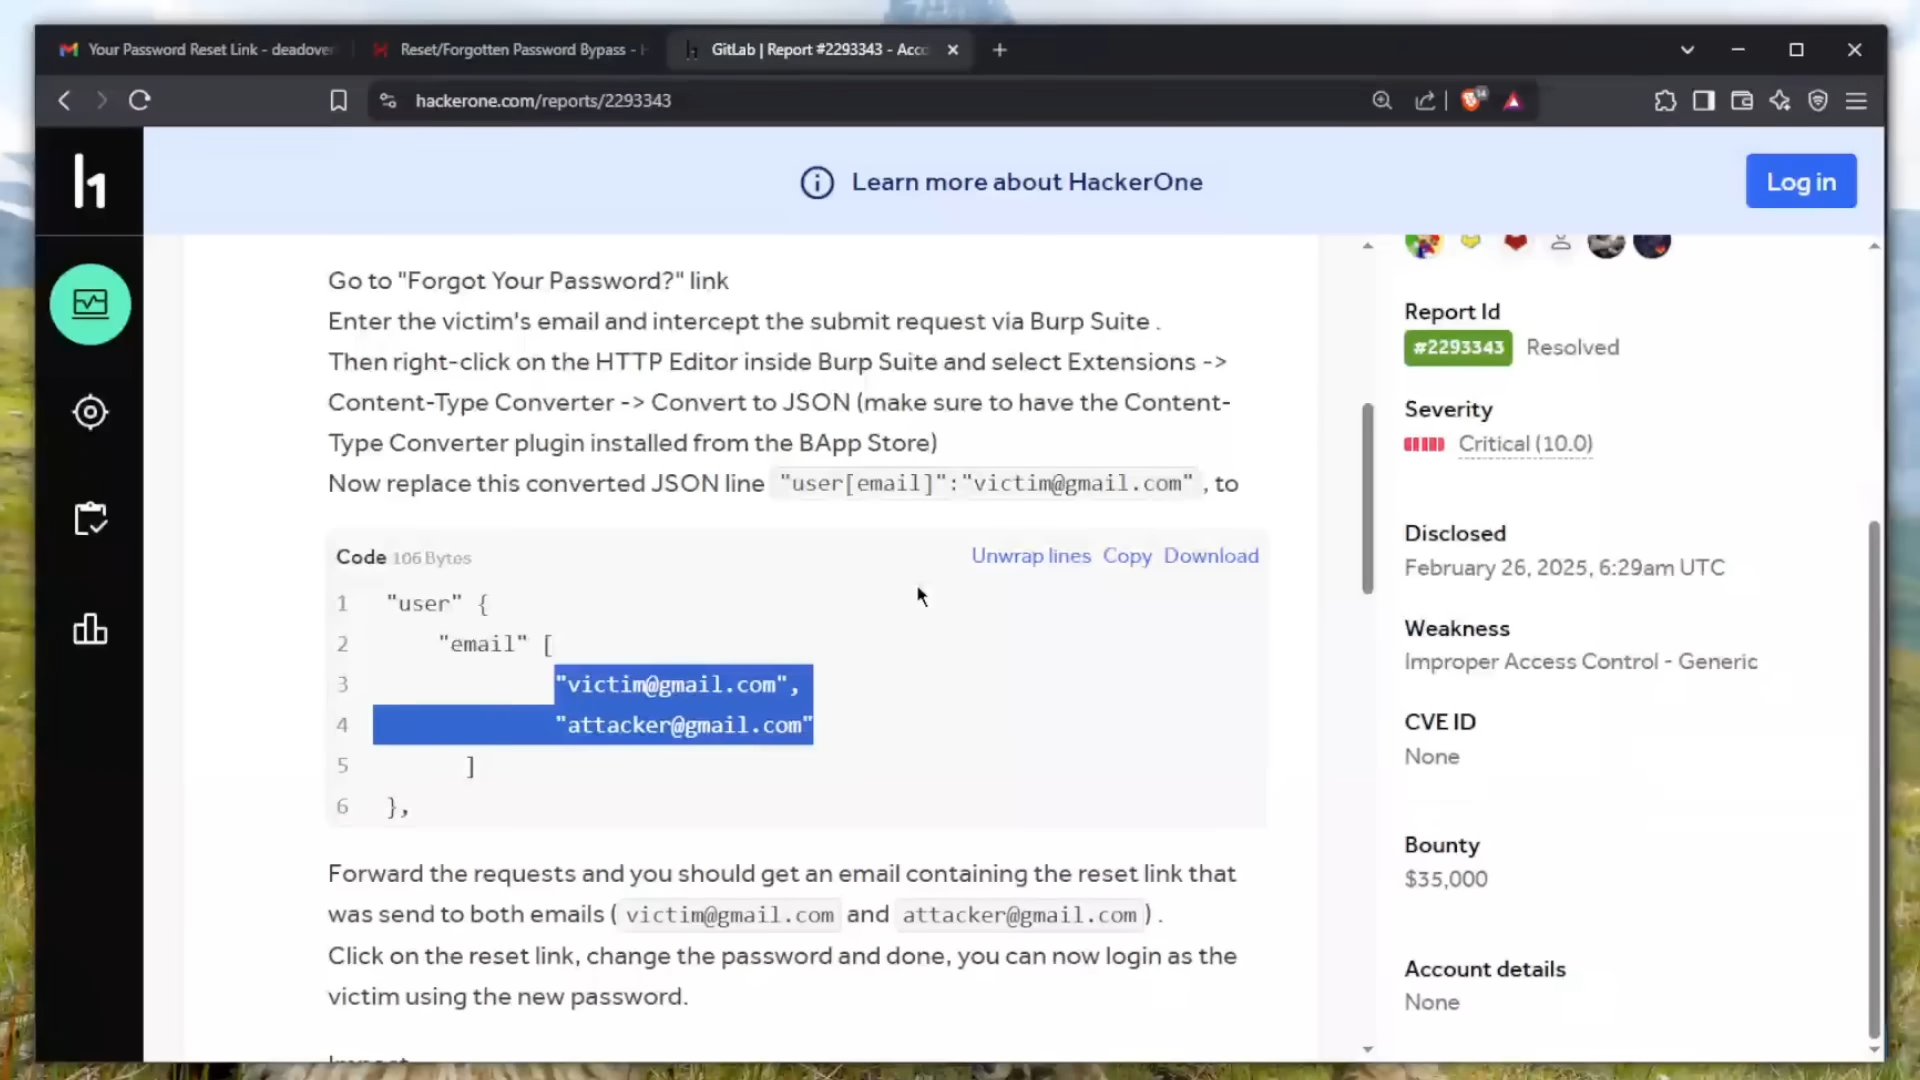 Your Password Reset Link - deadover
Reset/Forgotten Password Bypass - H
GitLab | Report #2293343 - Acco
hackerone.com/reports/2293343
h1
Learn more about HackerOne
Log in
Go to "Forgot Your Password?" link
Enter the victim's email and intercept the submit request via Burp Suite .
Then right-click on the HTTP Editor inside Burp Suite and select Extensions ->
Content-Type Converter -> Convert to JSON (make sure to have the Content-
Type Converter plugin installed from the BApp Store)
Now replace this converted JSON line "user[email]":"victim@gmail.com" , to
Code 106 Bytes
Unwrap lines Copy Download
1 "user" {
2 "email" [
3 "victim@gmail.com",
4 "attacker@gmail.com"
5 ]
6 },
Forward the requests and you should get an email containing the reset link that
was send to both emails ( victim@gmail.com and attacker@gmail.com ) .
Click on the reset link, change the password and done, you can now login as the
victim using the new password.
Impact
Report Id
#2293343 Resolved
Severity
Critical (10.0)
Disclosed
February 26, 2025, 6:29am UTC
Weakness
Improper Access Control - Generic
CVE ID
None
Bounty
$35,000
Account details
None